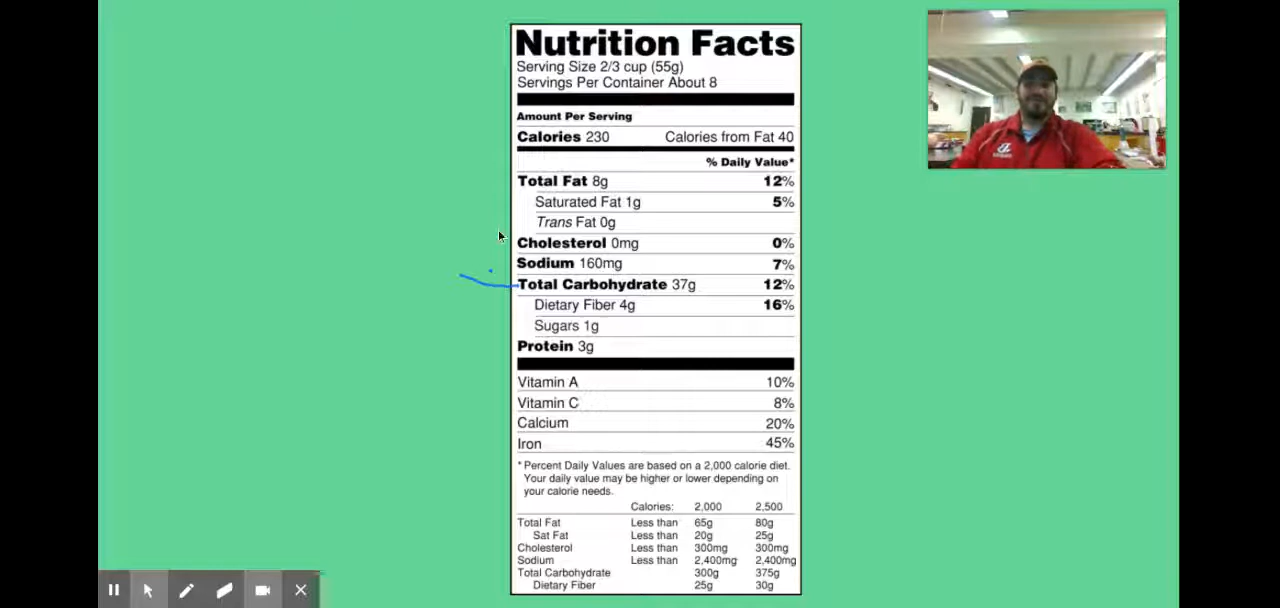 Nutrition Facts
Serving Size 2/3 cup (55g)
Servings Per Container About 8
Amount Per Serving
Calories 230 Calories from Fat 40
% Daily Value*
Total Fat 8g 12%
Saturated Fat 1g 5%
Trans Fat 0g
Cholesterol 0mg 0%
Sodium 160mg 7%
Total Carbohydrate 37g 12%
Dietary Fiber 4g 16%
Sugars 1g
Protein 3g
Vitamin A 10%
Vitamin C 8%
Calcium 20%
Iron 45%
* Percent Daily Values are based on a 2,000 calorie diet.
Your daily value may be higher or lower depending on
your calorie needs.
Calories: 2,000 2,500
Total Fat Less than 65g 80g
Sat Fat Less than 20g 25g
Cholesterol Less than 300mg 300mg
Sodium Less than 2,400mg 2,400mg
Total Carbohydrate 300g 375g
Dietary Fiber 25g 30g